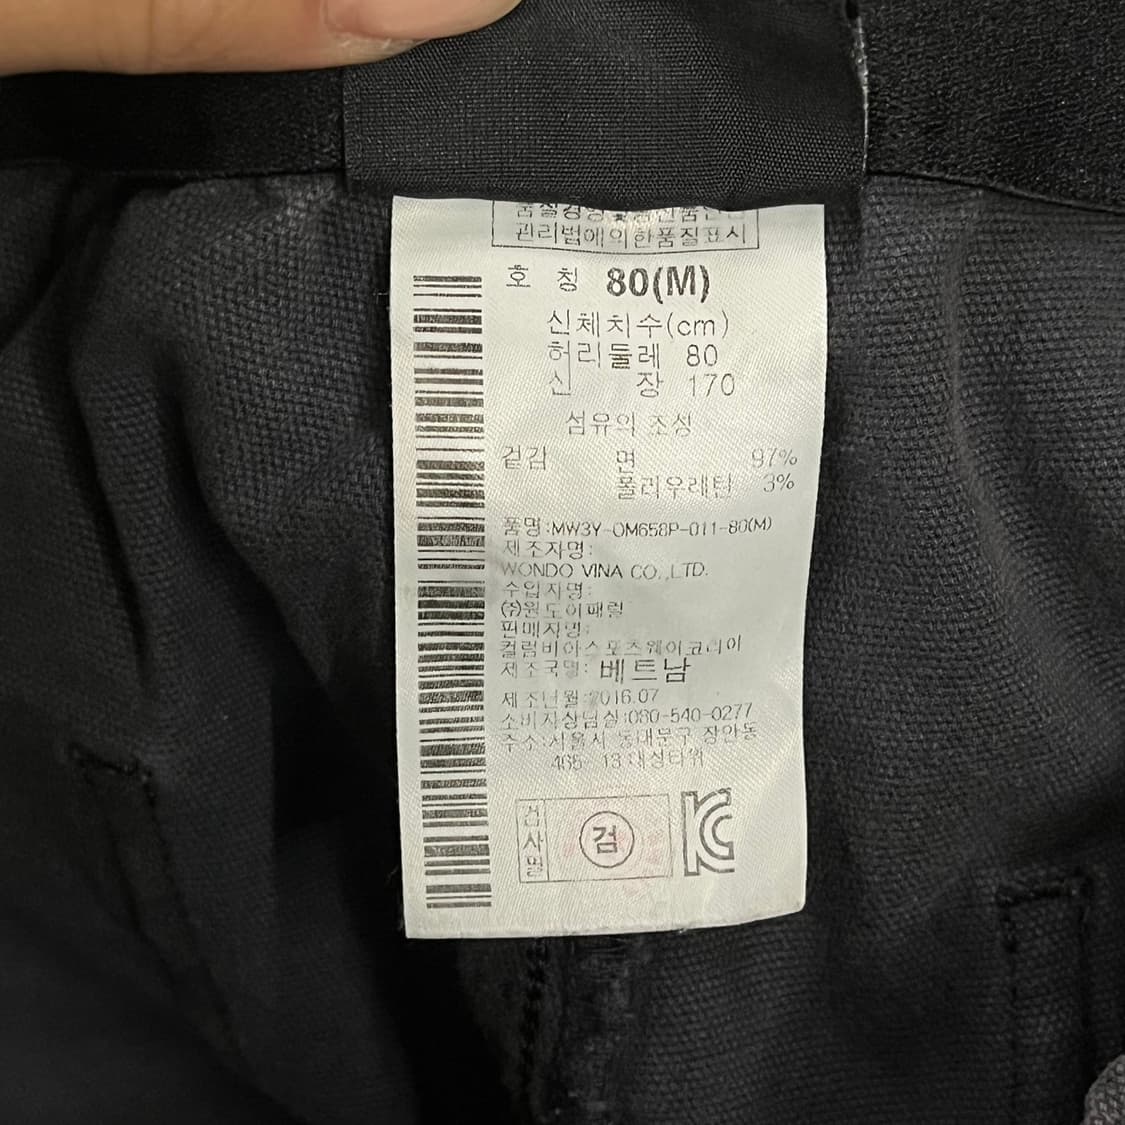 관리법에의한품질표시
호 칭 80(M)
신체치수(cm)
허리둘레 80
신 장 170
섬유의 조성
겉감 면 97%
폴리우레탄 3%
품명:MW3Y-OM658P-011-80(M)
제조자명:
WONDO VINA CO.,LTD.
수입자명:
㈜원도어패럴
판매자명:
컬럼비아스포츠웨어코리아
제조국명: 베트남
제조년월:2016.07
소비자상담실:080-540-0277
주소:서울시 동대문구 장안동
465-13 대성타워
검사명
검
KC